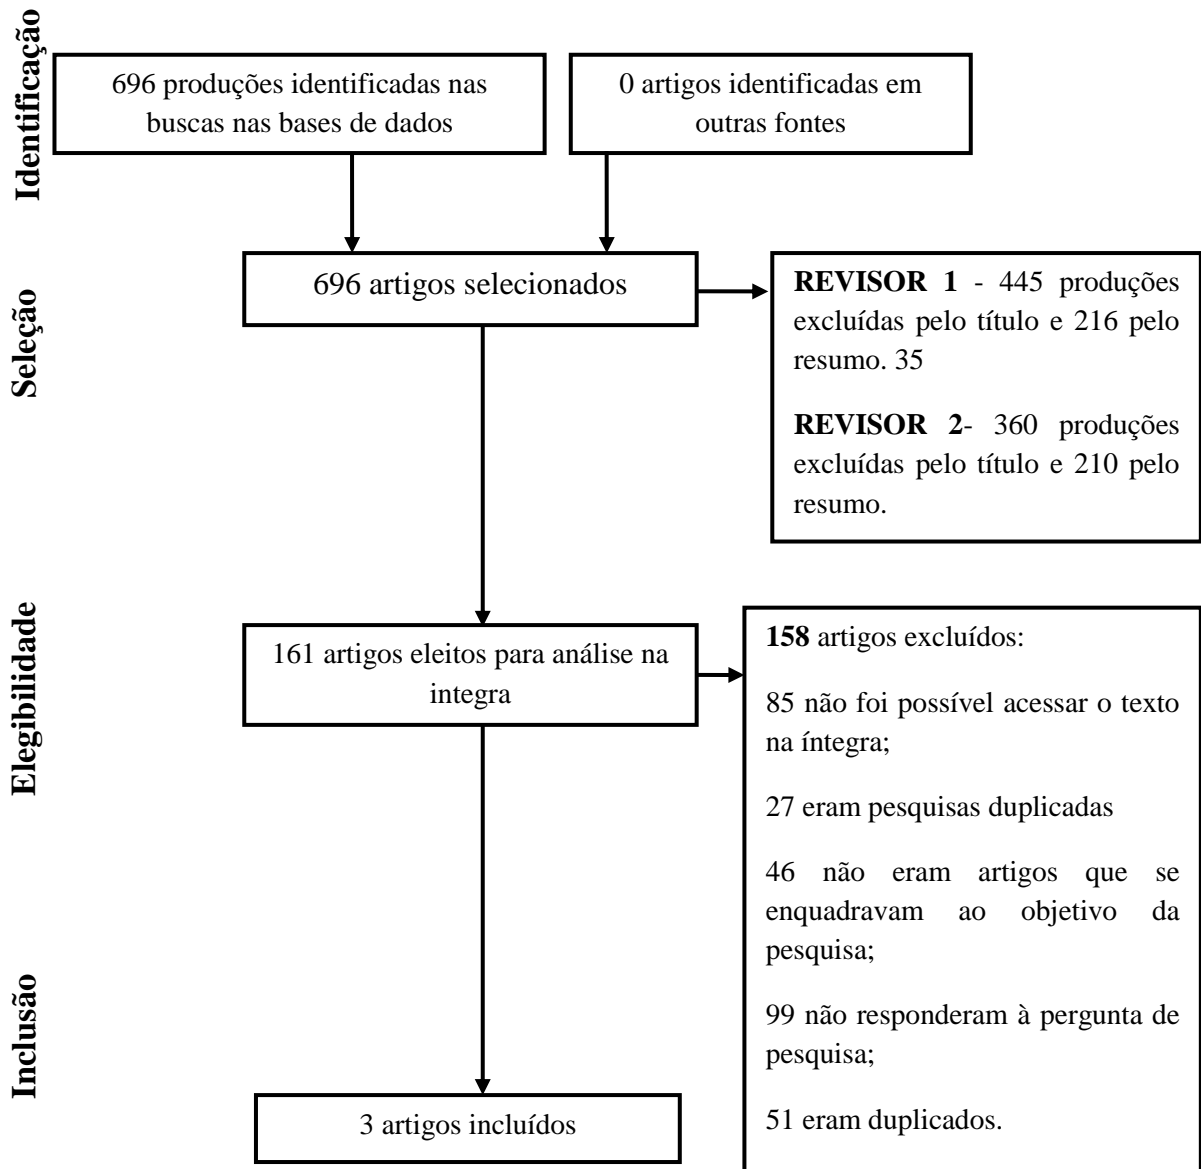 Identificação
696 produções identificadas nas
buscas nas bases de dados
0 artigos identificadas em
outras fontes
Seleção
696 artigos selecionados
REVISOR 1 - 445 produções
excluídas pelo título e 216 pelo
resumo. 35
REVISOR 2- 360 produções
excluídas pelo título e 210 pelo
resumo.
Elegibilidade
161 artigos eleitos para análise na
integra
158 artigos excluídos:
85 não foi possível acessar o texto
na íntegra;
27 eram pesquisas duplicadas
46 não eram artigos que se
enquadravam ao objetivo da
pesquisa;
99 não responderam à pergunta de
pesquisa;
51 eram duplicados.
Inclusão
3 artigos incluídos